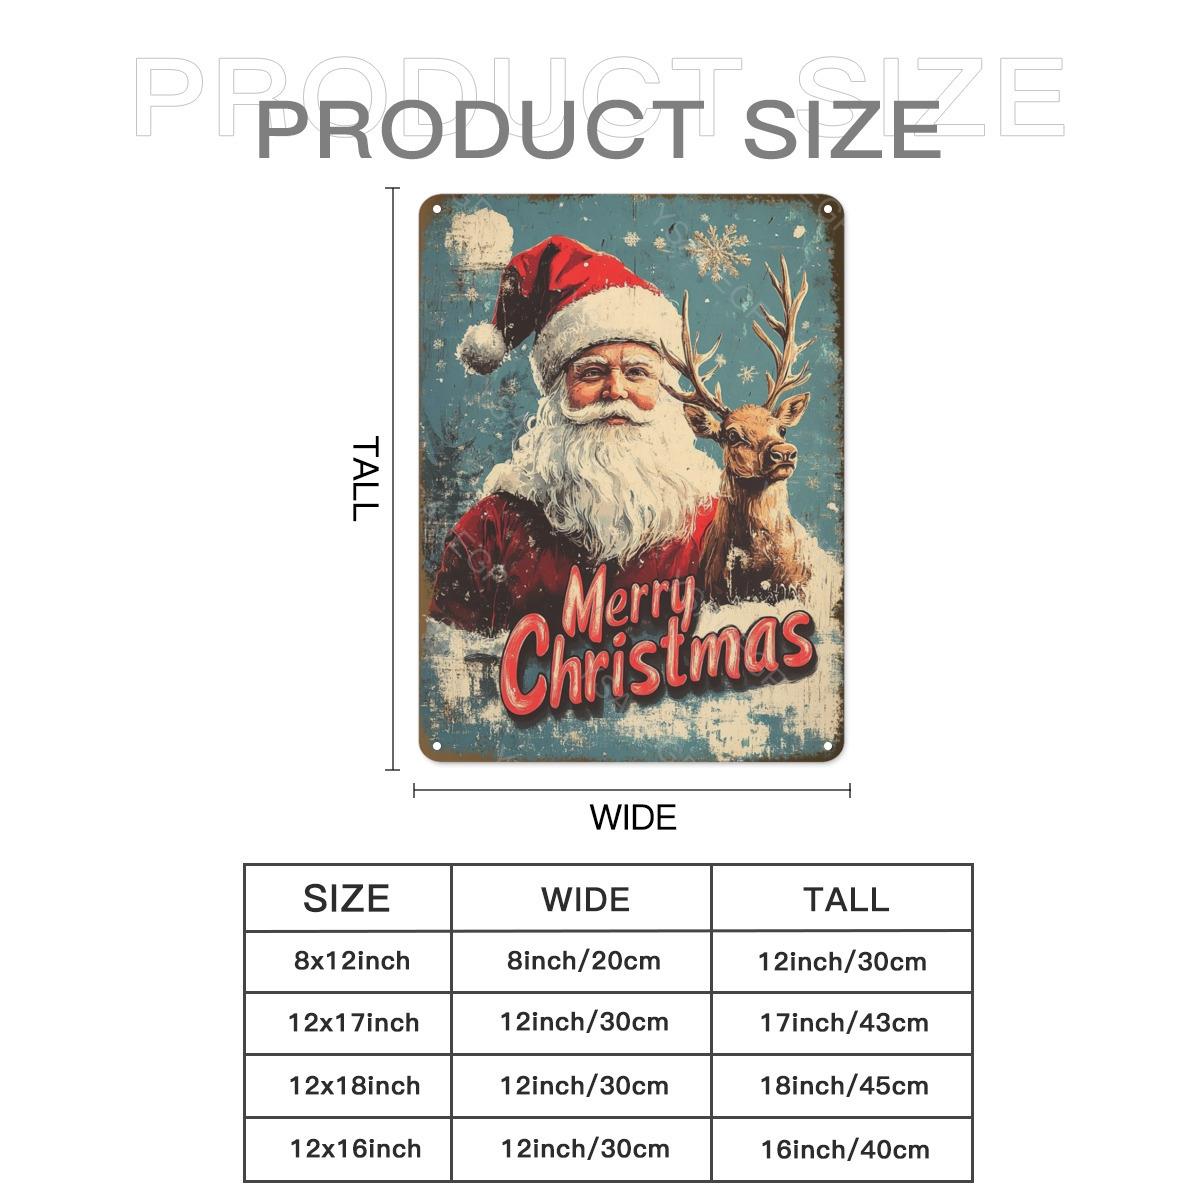 PRODUCT SIZE
PRODUCT SIZE
TALL
Merry
Christmas
WIDE
SIZE WIDE TALL
8x12inch 8inch/20cm 12inch/30cm
12x17inch 12inch/30cm 17inch/43cm
12x18inch 12inch/30cm 18inch/45cm
12x16inch 12inch/30cm 16inch/40cm